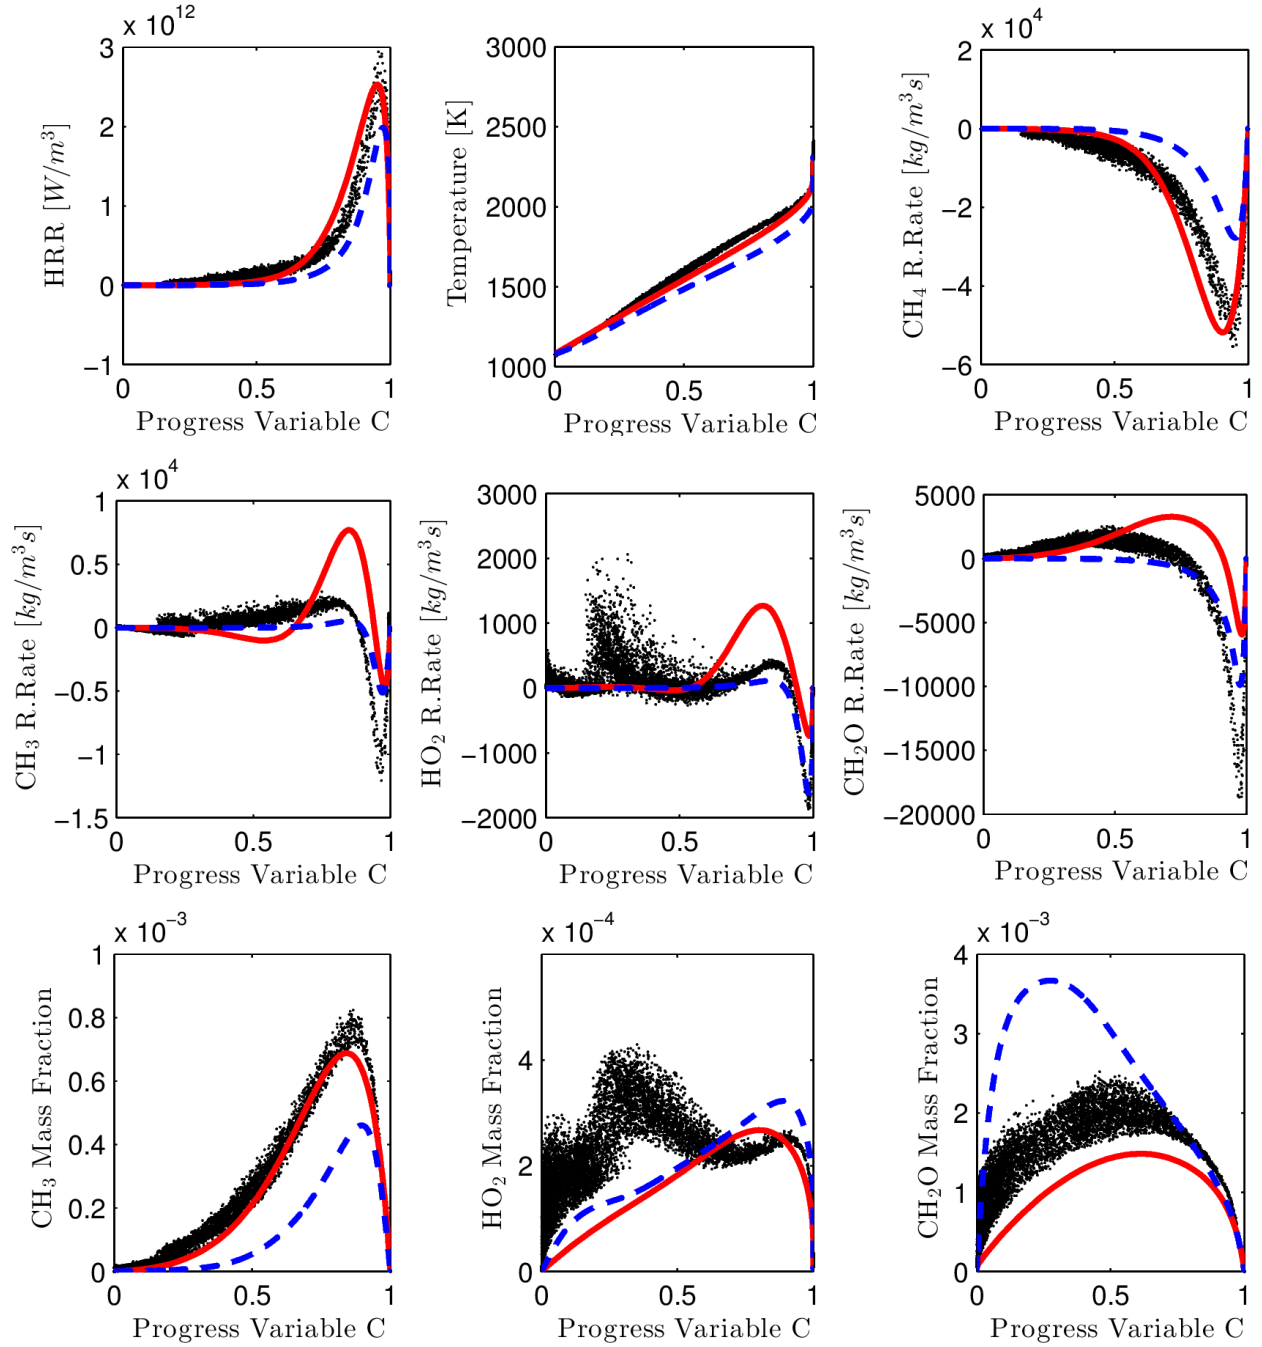 x 10^12
3
2
1
0
−1
HRR [W/m^3]
0 0.5 1
Progress Variable C
3000
2500
2000
1500
1000
Temperature [K]
0 0.5 1
Progress Variable C
x 10^4
2
0
−2
−4
−6
CH_4 R.Rate [kg/m^3s]
0 0.5 1
Progress Variable C
x 10^4
1
0.5
0
−0.5
−1
−1.5
CH_3 R.Rate [kg/m^3s]
0 0.5 1
Progress Variable C
3000
2000
1000
0
−1000
−2000
HO_2 R.Rate [kg/m^3s]
0 0.5 1
Progress Variable C
5000
0
−5000
−10000
−15000
−20000
CH_2O R.Rate [kg/m^3s]
0 0.5 1
Progress Variable C
x 10^−3
1
0.8
0.6
0.4
0.2
0
CH_3 Mass Fraction
0 0.5 1
Progress Variable C
x 10^−4
4
2
0
HO_2 Mass Fraction
0 0.5 1
Progress Variable C
x 10^−3
4
3
2
1
0
CH_2O Mass Fraction
0 0.5 1
Progress Variable C